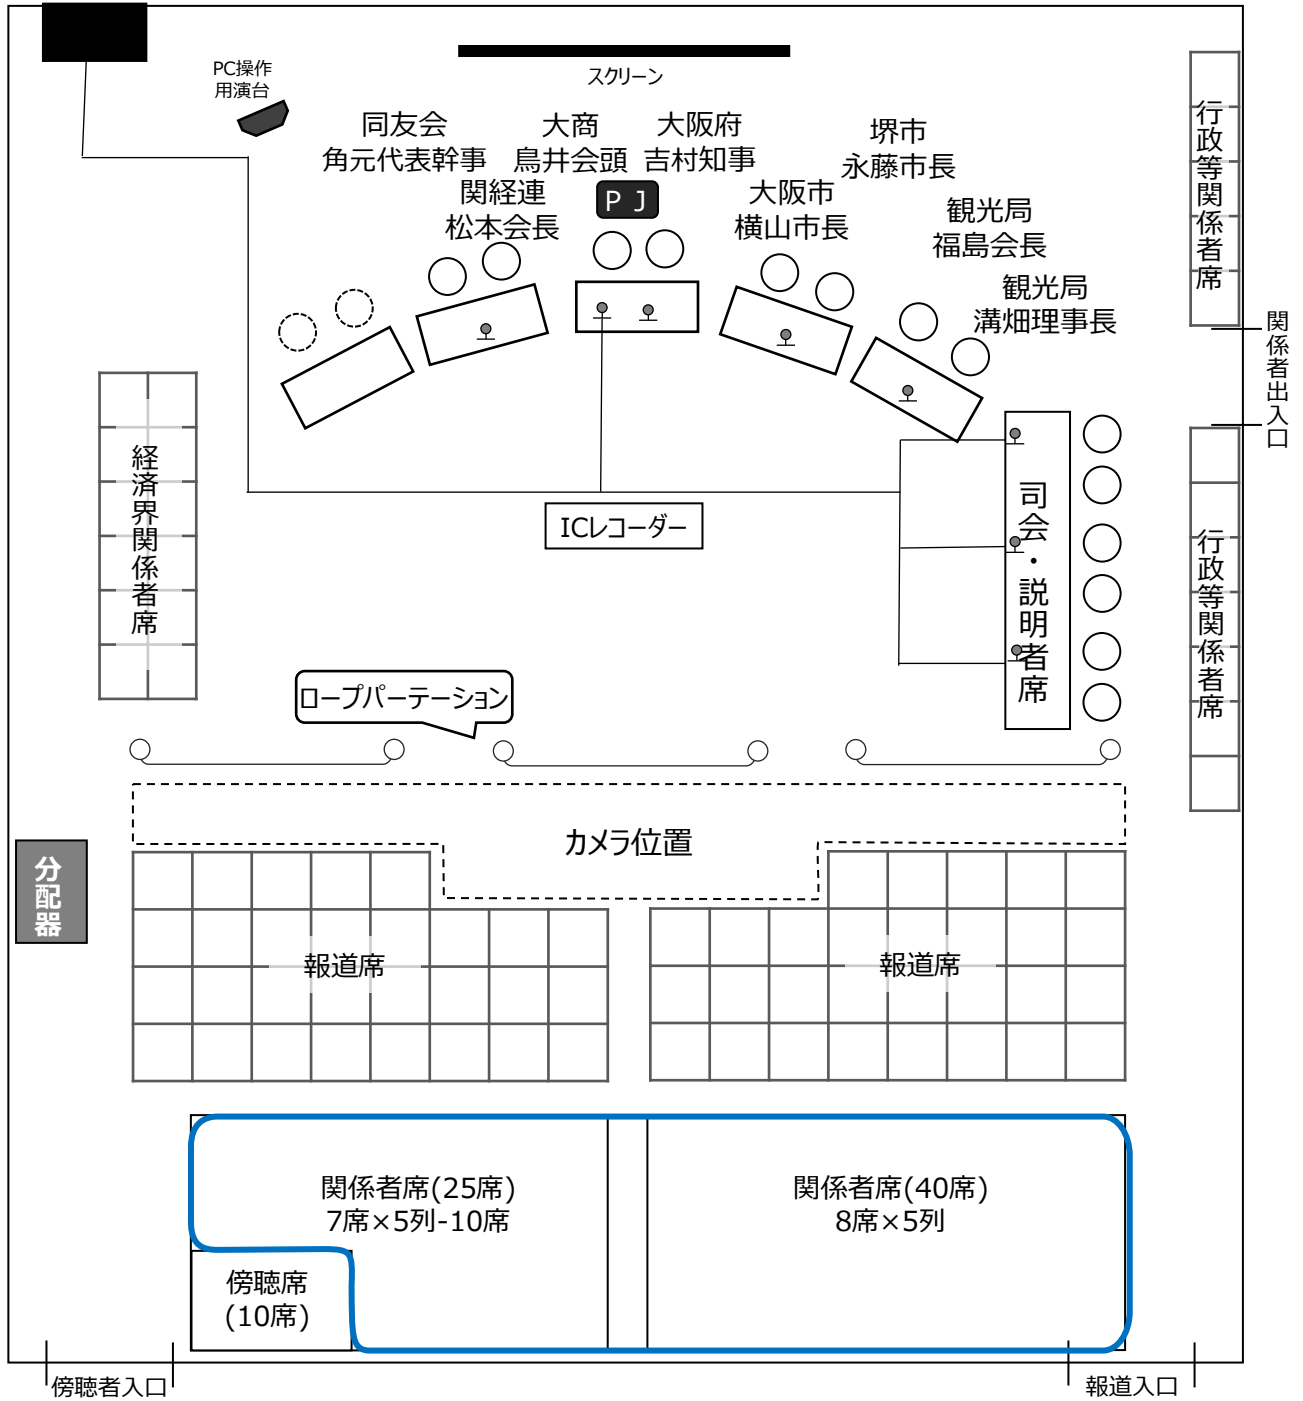 PC操作
用演台
スクリーン
同友会
角元代表幹事
大商
鳥井会頭
大阪府
吉村知事
堺市
永藤市長
関経連
松本会長
ＰＪ
大阪市
横山市長
観光局
福島会長
観光局
溝畑理事長
行政等関係者席
関係者出入口
経済界関係者席
ICレコーダー
司会・説明者席
行政等関係者席
ロープパーテーション
カメラ位置
分配器
報道席
報道席
関係者席(25席)
7席×5列-10席
関係者席(40席)
8席×5列
傍聴席
(10席)
傍聴者入口
報道入口